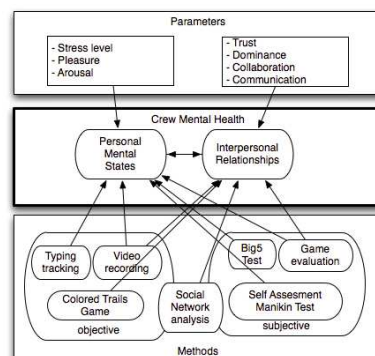 Parameters
- Stress level
- Pleasure
- Arousal
- Trust
- Dominance
- Collaboration
- Communication
Crew Mental Health
Personal
Mental
States
Interpersonal
Relationships
Typing
tracking
Video
recording
Big5
Test
Game
evaluation
Colored Trails
Game
Social
Network
analysis
Self Assesment
Manikin Test
objective
subjective
Methods